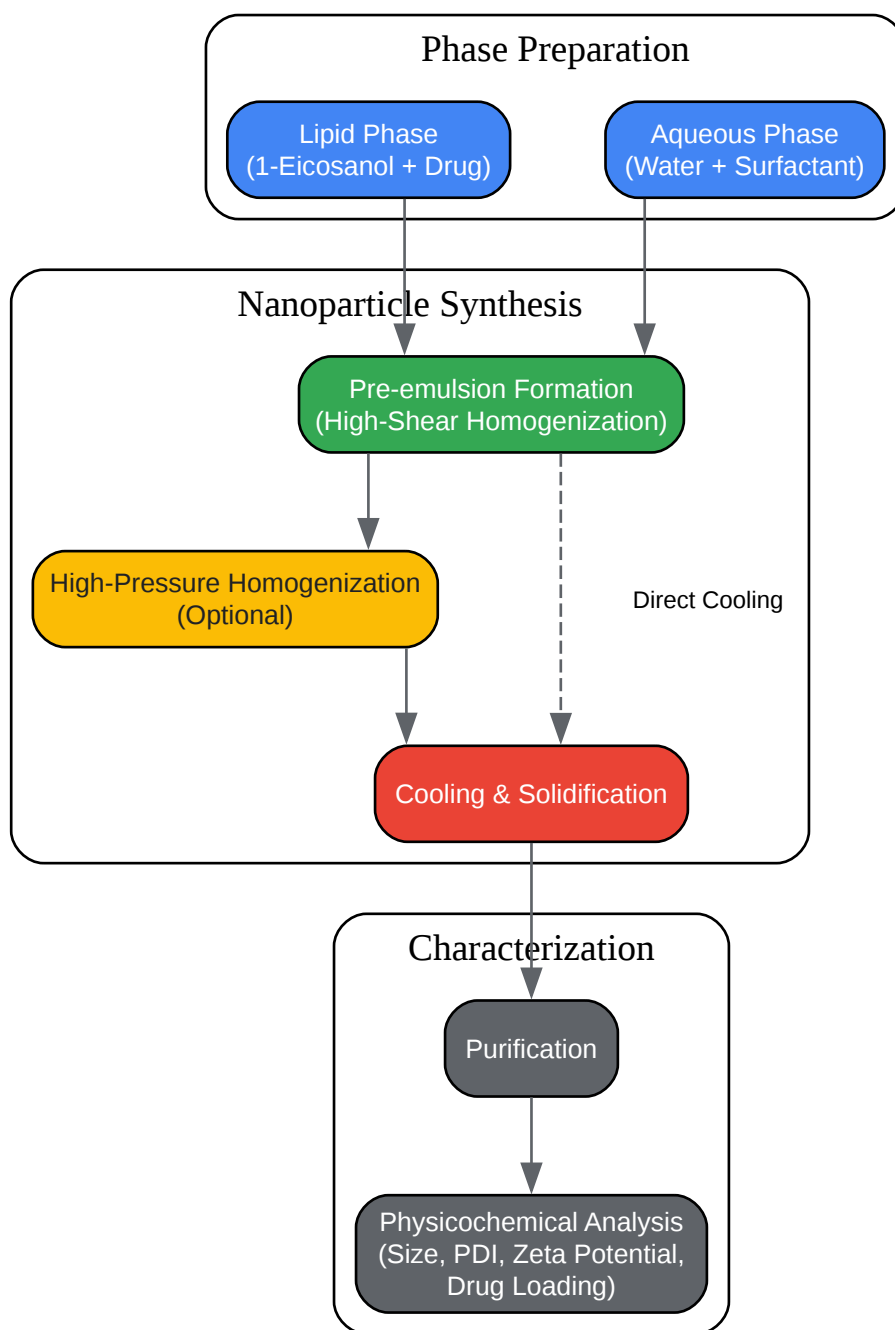 Phase Preparation
Lipid Phase
(1-Eicosanol + Drug)
Aqueous Phase
(Water + Surfactant)
Nanoparticle Synthesis
Pre-emulsion Formation
(High-Shear Homogenization)
High-Pressure Homogenization
(Optional)
Direct Cooling
Cooling & Solidification
Characterization
Purification
Physicochemical Analysis
(Size, PDI, Zeta Potential,
Drug Loading)